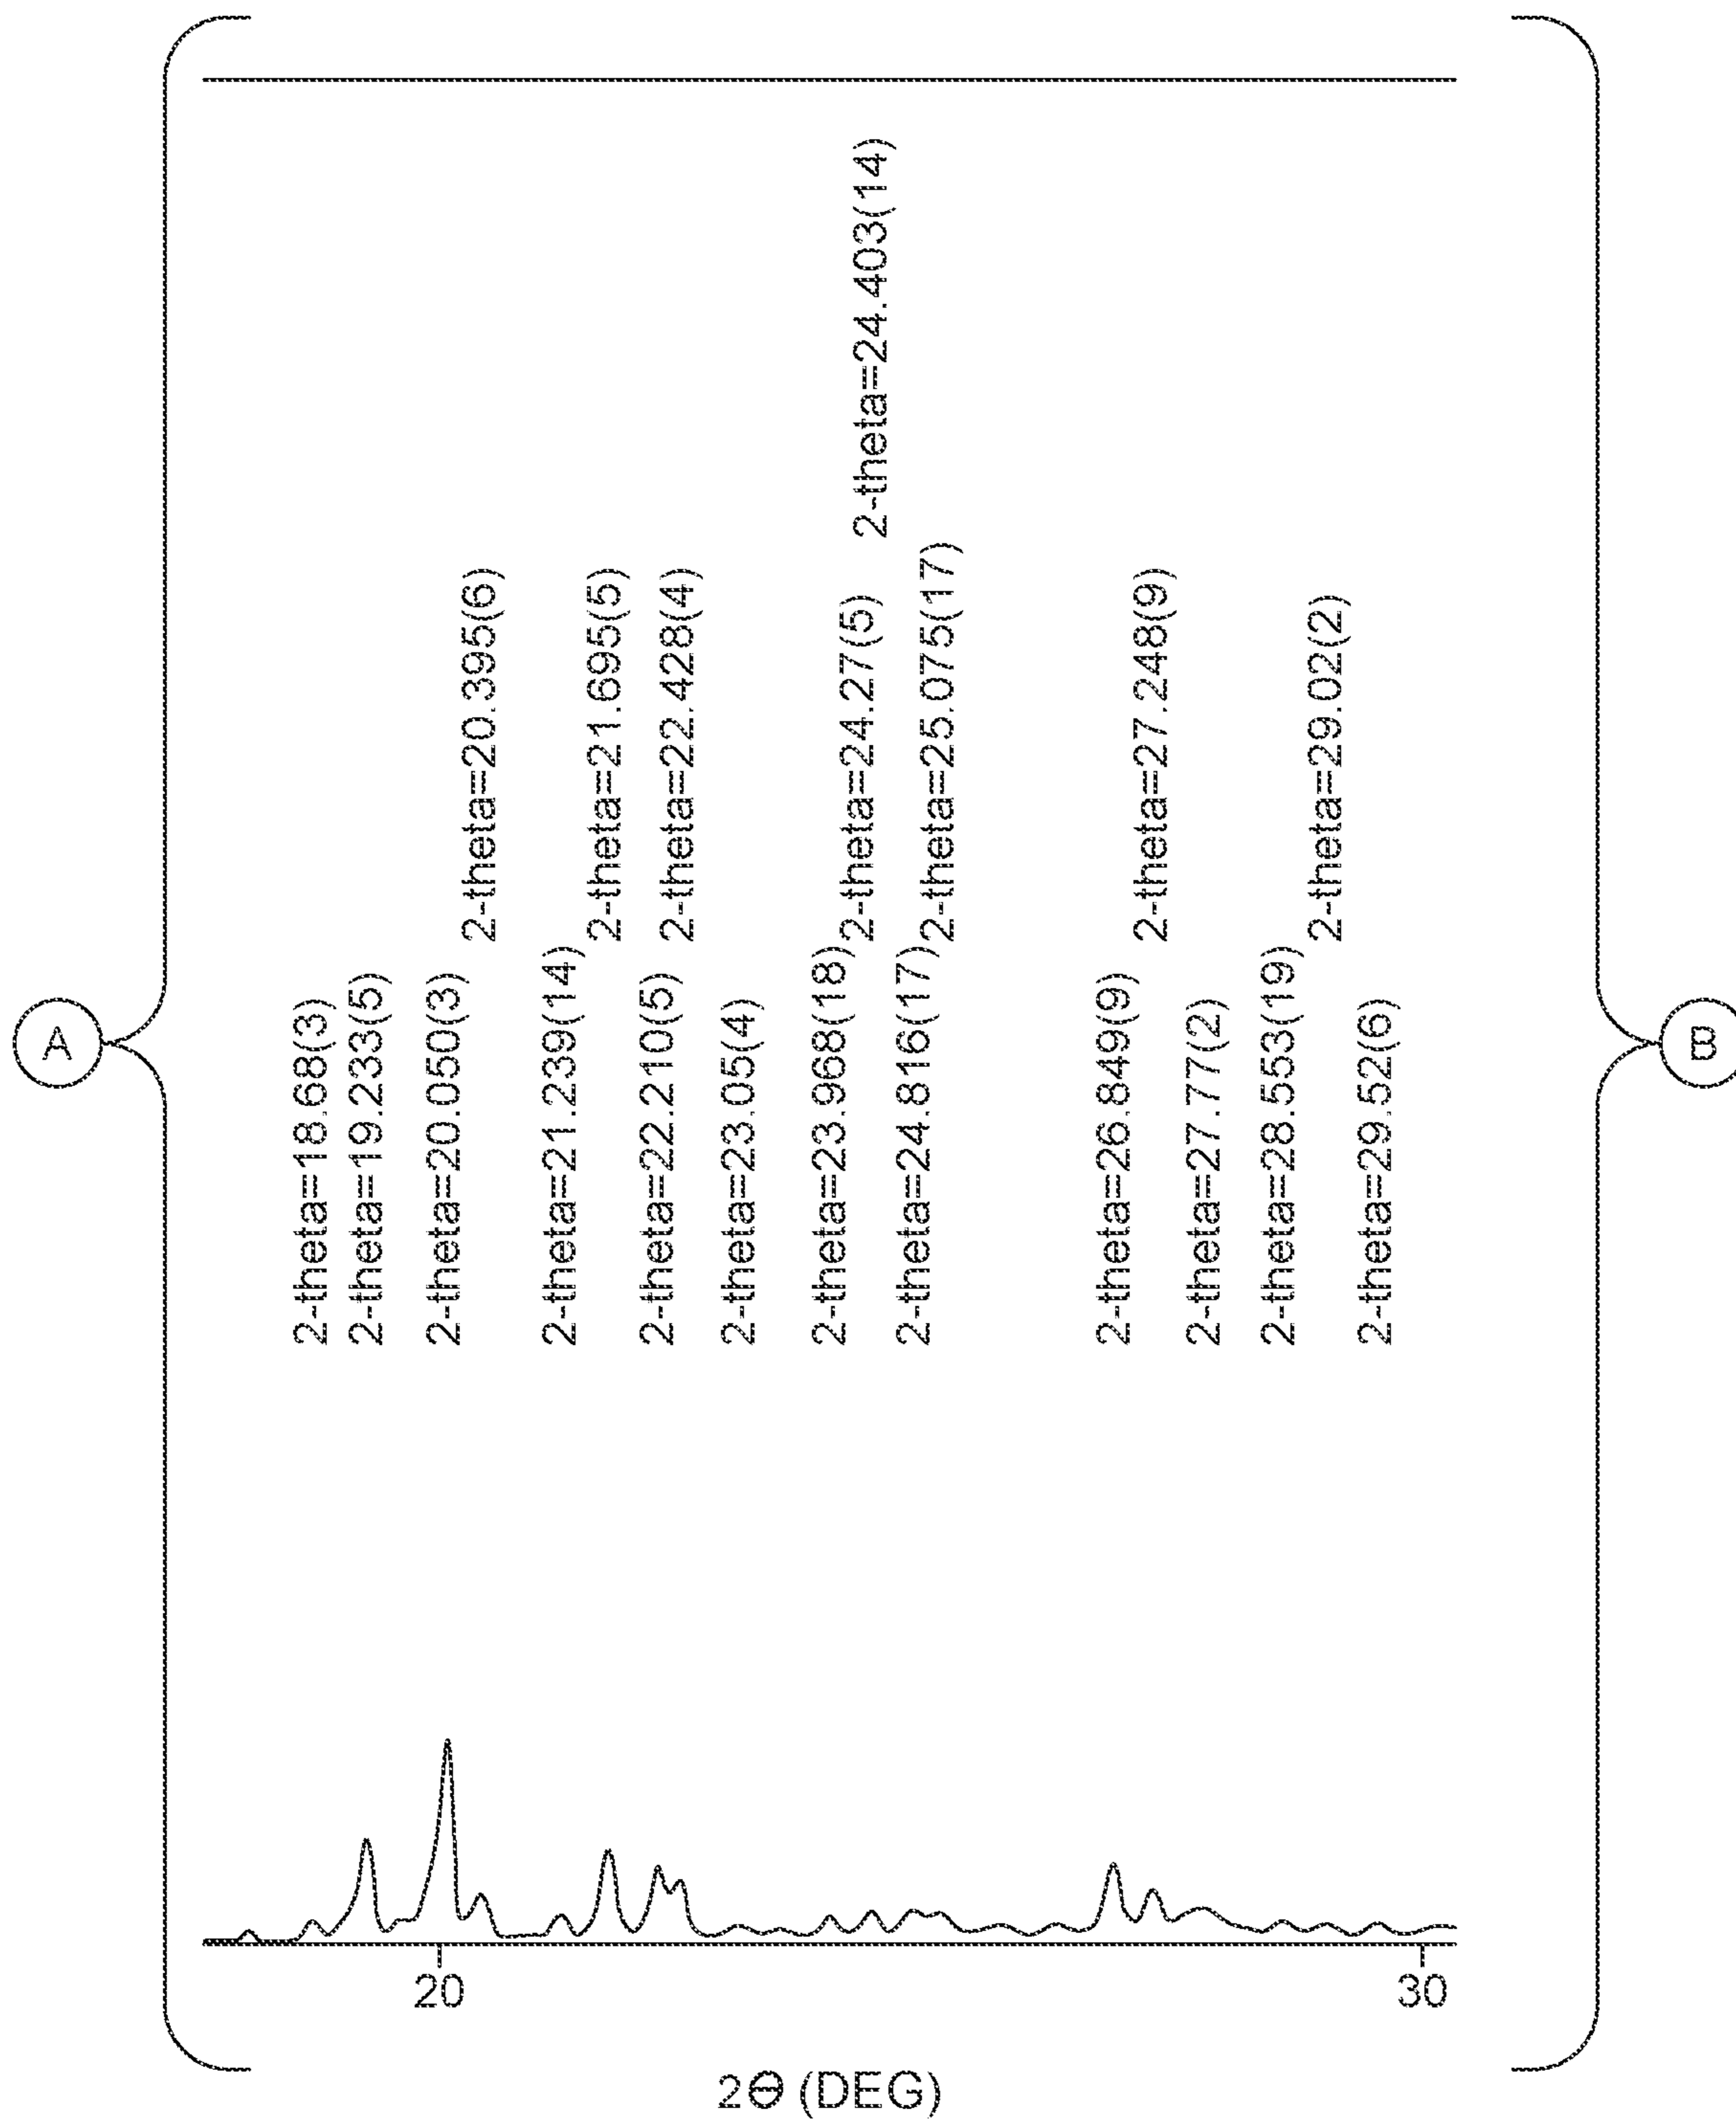 2-theta=24.403(14)
2-theta=20.395(6)
2-theta=21.695(5)
2-theta=22.428(4)
2-theta=24.27(5)
2-theta=25.075(17)
2-theta=27.248(9)
2-theta=29.02(2)
A
2-theta=18.68(3)
2-theta=19.233(5)
2-theta=20.050(3)
2-theta=21.239(14)
2-theta=22.210(5)
2-theta=23.05(4)
2-theta=23.968(18)
2-theta=24.816(17)
2-theta=26.849(9)
2-theta=27.77(2)
2-theta=28.553(19)
2-theta=29.52(6)
B
20
30
2Θ (DEG)